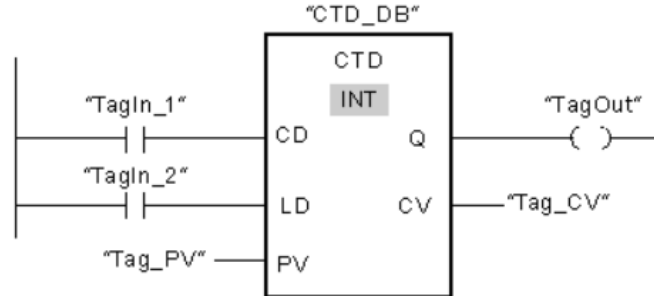 "CTD_DB"
CTD
INT
"TagIn_1"
CD
Q
"TagOut"
"TagIn_2"
LD
CV
"Tag_CV"
"Tag_PV"
PV